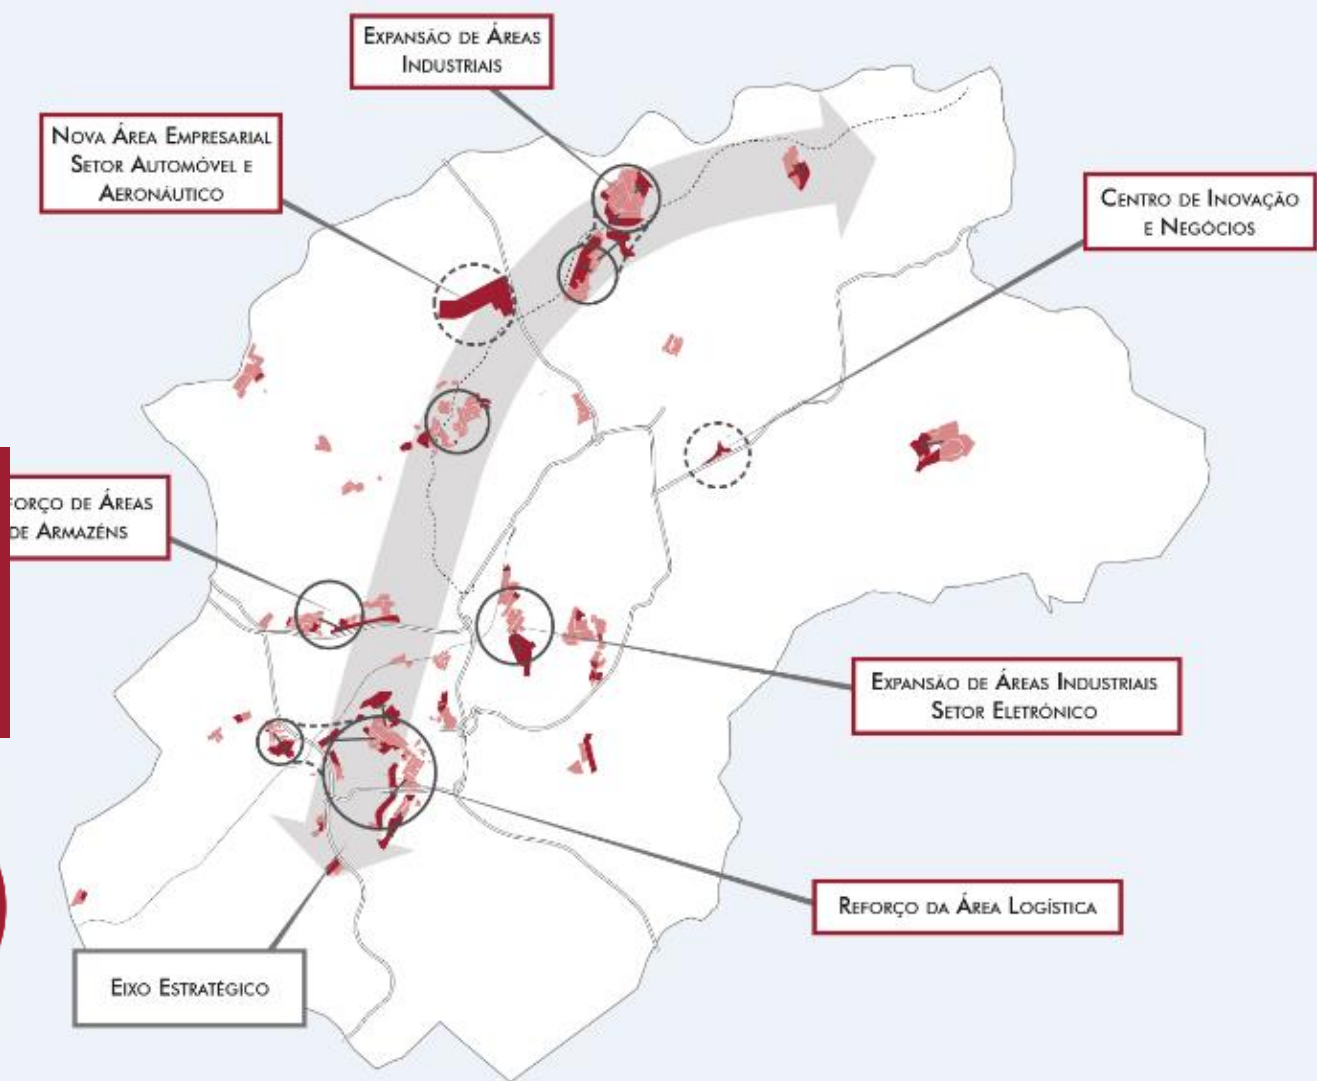 Expansão de Áreas
Industriais
Nova Área Empresarial
Setor Automóvel e
Aeronáutico
Centro de Inovação
e Negócios
forço de Áreas
de Armazéns
Expansão de Áreas Industriais
Setor Eletrónico
Reforço da Área Logística
Eixo Estratégico